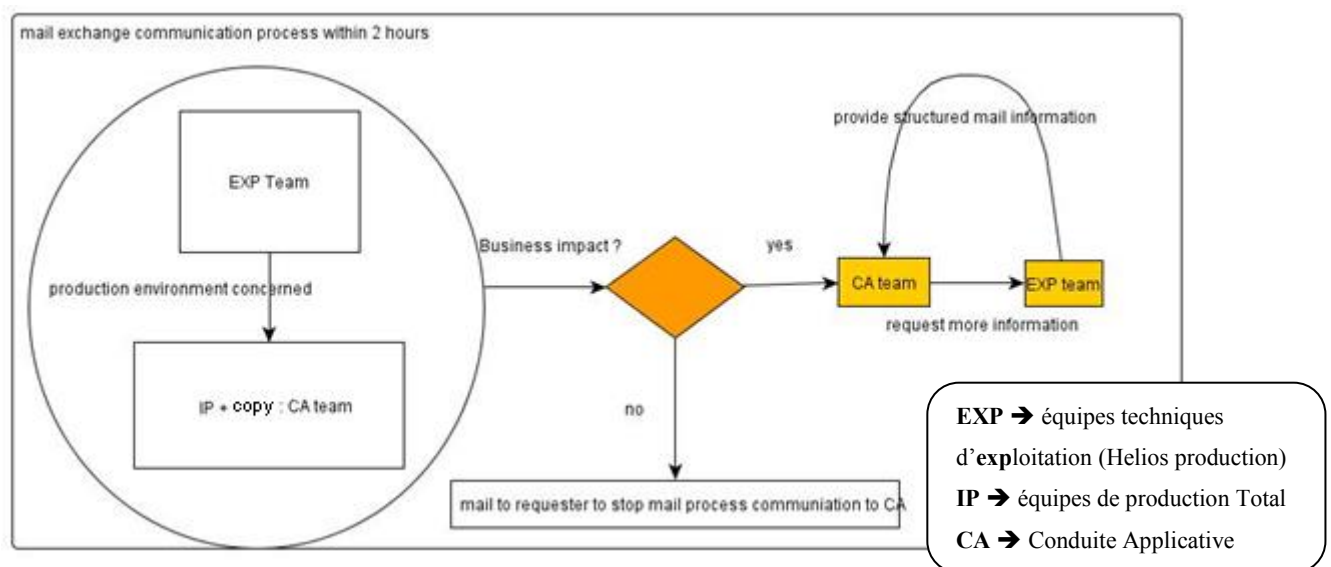 mail exchange communication process within 2 hours
EXP Team
production environment concerned
IP + copy : CA team
Business impact ?
yes
no
provide structured mail information
CA team
EXP team
request more information
mail to requester to stop mail process communiation to CA
EXP ➔ équipes techniques
d'exploitation (Helios production)
IP ➔ équipes de production Total
CA ➔ Conduite Applicative